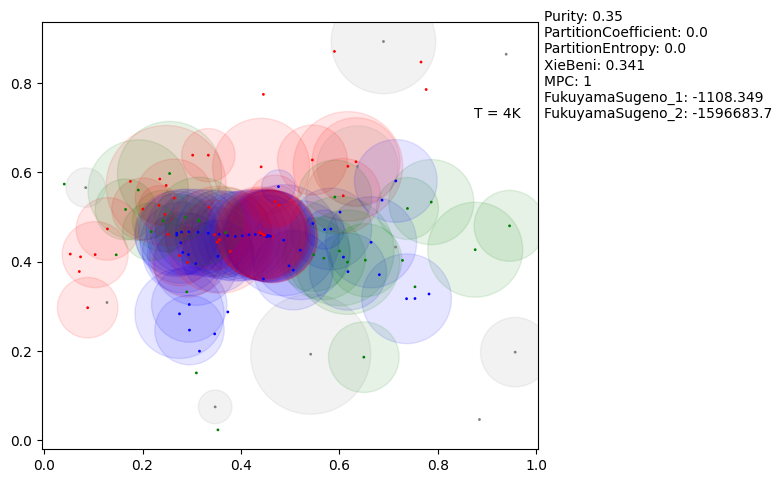 Purity: 0.35
PartitionCoefficient: 0.0
PartitionEntropy: 0.0
XieBeni: 0.341
MPC: 1
FukuyamaSugeno_1: -1108.349
FukuyamaSugeno_2: -1596683.7
T = 4K
0.8
0.6
0.4
0.2
0.0
0.0 0.2 0.4 0.6 0.8 1.0